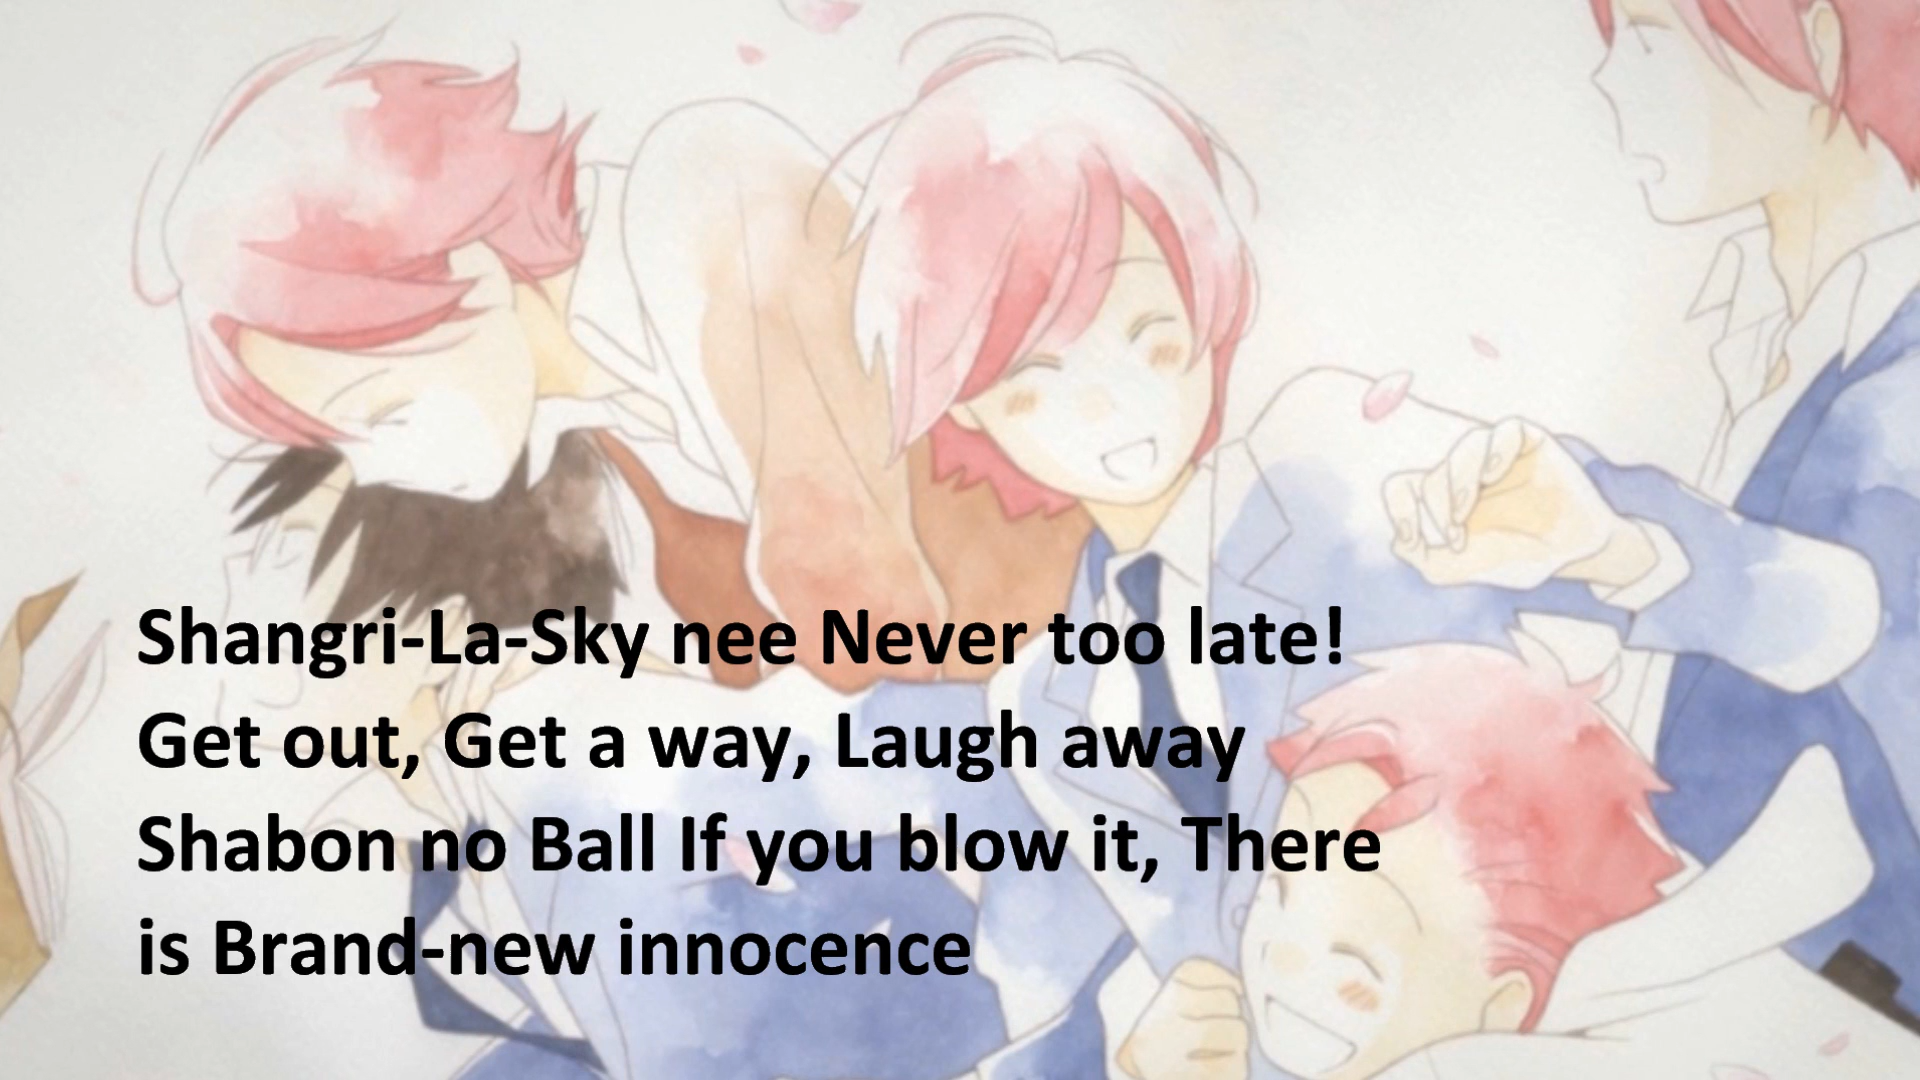 Shangri-La-Sky nee Never too late!
Get out, Get a way, Laugh away
Shabon no Ball If you blow it, There
is Brand-new innocence